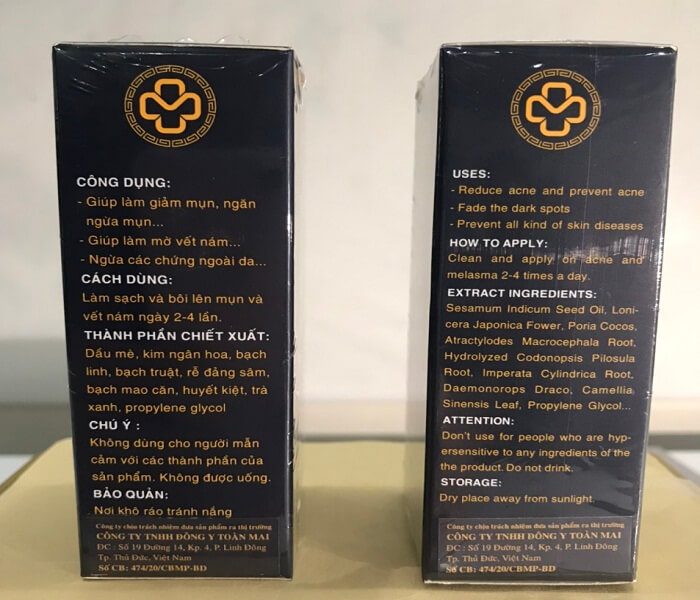 CÔNG DỤNG:
- Giúp làm giảm mụn, ngăn
ngừa mụn...
- Giúp làm mờ vết nám...
- Ngừa các chứng ngoài da...
CÁCH DÙNG:
Làm sạch và bôi lên mụn và
vết nám ngày 2-4 lần.
THÀNH PHẦN CHIẾT XUẤT:
Dầu mè, kim ngân hoa, bạch
linh, bạch truật, rễ đảng sâm,
bạch mao căn, huyết kiệt, trà
xanh, propylene glycol
CHÚ Ý :
Không dùng cho người mẫn
cảm với các thành phần của
sản phẩm. Không được uống.
BẢO QUẢN:
Nơi khô ráo tránh nắng
Công ty chịu trách nhiệm đưa sản phẩm ra thị trường
CÔNG TY TNHH ĐÔNG Y TOÀN MAI
ĐC : Số 19 Đường 14, Kp. 4, P. Linh Đông
Tp. Thủ Đức, Việt Nam
Số CB: 474/20/CBMP-BD
USES:
- Reduce acne and prevent acne
- Fade the dark spots
- Prevent all kind of skin diseases
HOW TO APPLY:
Clean and apply on acne and
melasma 2-4 times a day.
EXTRACT INGREDIENTS:
Sesamum Indicum Seed Oil, Loni-
cera Japonica Fower, Poria Cocos,
Atractylodes Macrocephala Root,
Hydrolyzed Codonopsis Pilosula
Root, Imperata Cylindrica Root,
Daemonorops Draco, Camellia
Sinensis Leaf, Propylene Glycol...
ATTENTION:
Don't use for people who are hyp-
ersensitive to any ingredients of the
the product. Do not drink.
STORAGE:
Dry place away from sunlight.
Công ty chịu trách nhiệm đưa sản phẩm ra thị trường
CÔNG TY TNHH ĐÔNG Y TOÀN MAI
ĐC : Số 19 Đường 14, Kp. 4, P. Linh Đông
Tp. Thủ Đức, Việt Nam
Số CB: 474/20/CBMP-BD